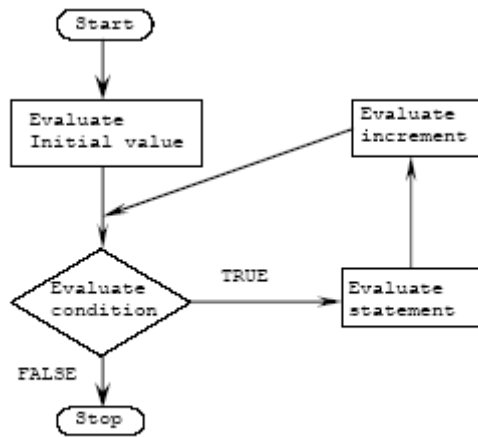 Start
Evaluate
Initial value
Evaluate
increment
Evaluate
condition
TRUE
Evaluate
statement
FALSE
Stop